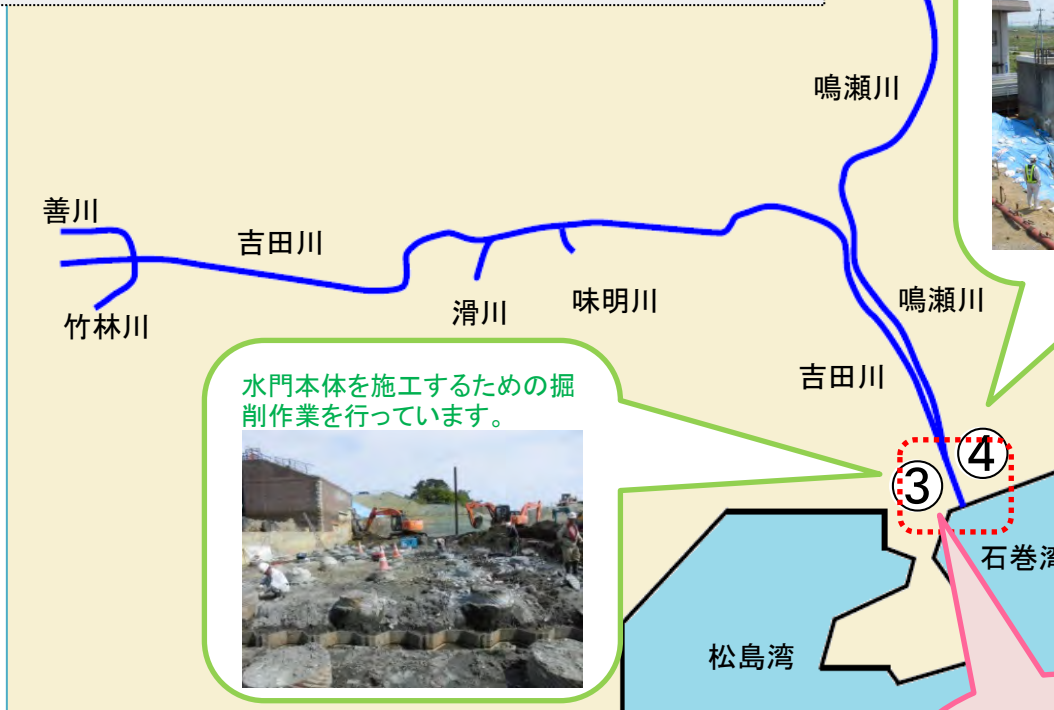 鳴瀬川
善川
吉田川
竹林川
滑川
味明川
鳴瀬川
吉田川
水門本体を施工するための掘
削作業を行っています。
④
③
石巻湾
松島湾